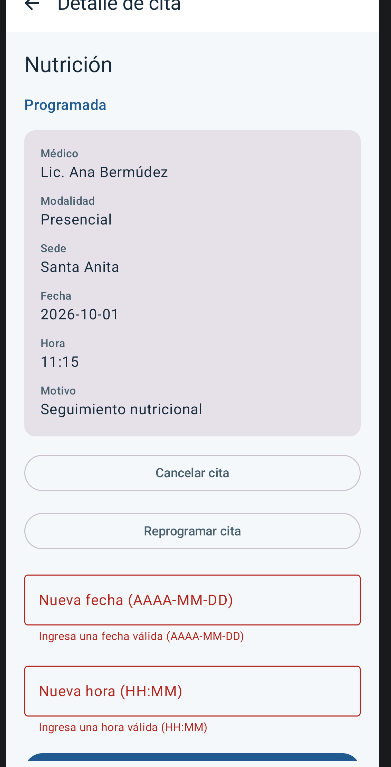 Detalle de cita
Nutrición
Programada
Médico
Lic. Ana Bermúdez
Modalidad
Presencial
Sede
Santa Anita
Fecha
2026-10-01
Hora
11:15
Motivo
Seguimiento nutricional
Cancelar cita
Reprogramar cita
Nueva fecha (AAAA-MM-DD)
Ingresa una fecha válida (AAAA-MM-DD)
Nueva hora (HH:MM)
Ingresa una hora válida (HH:MM)